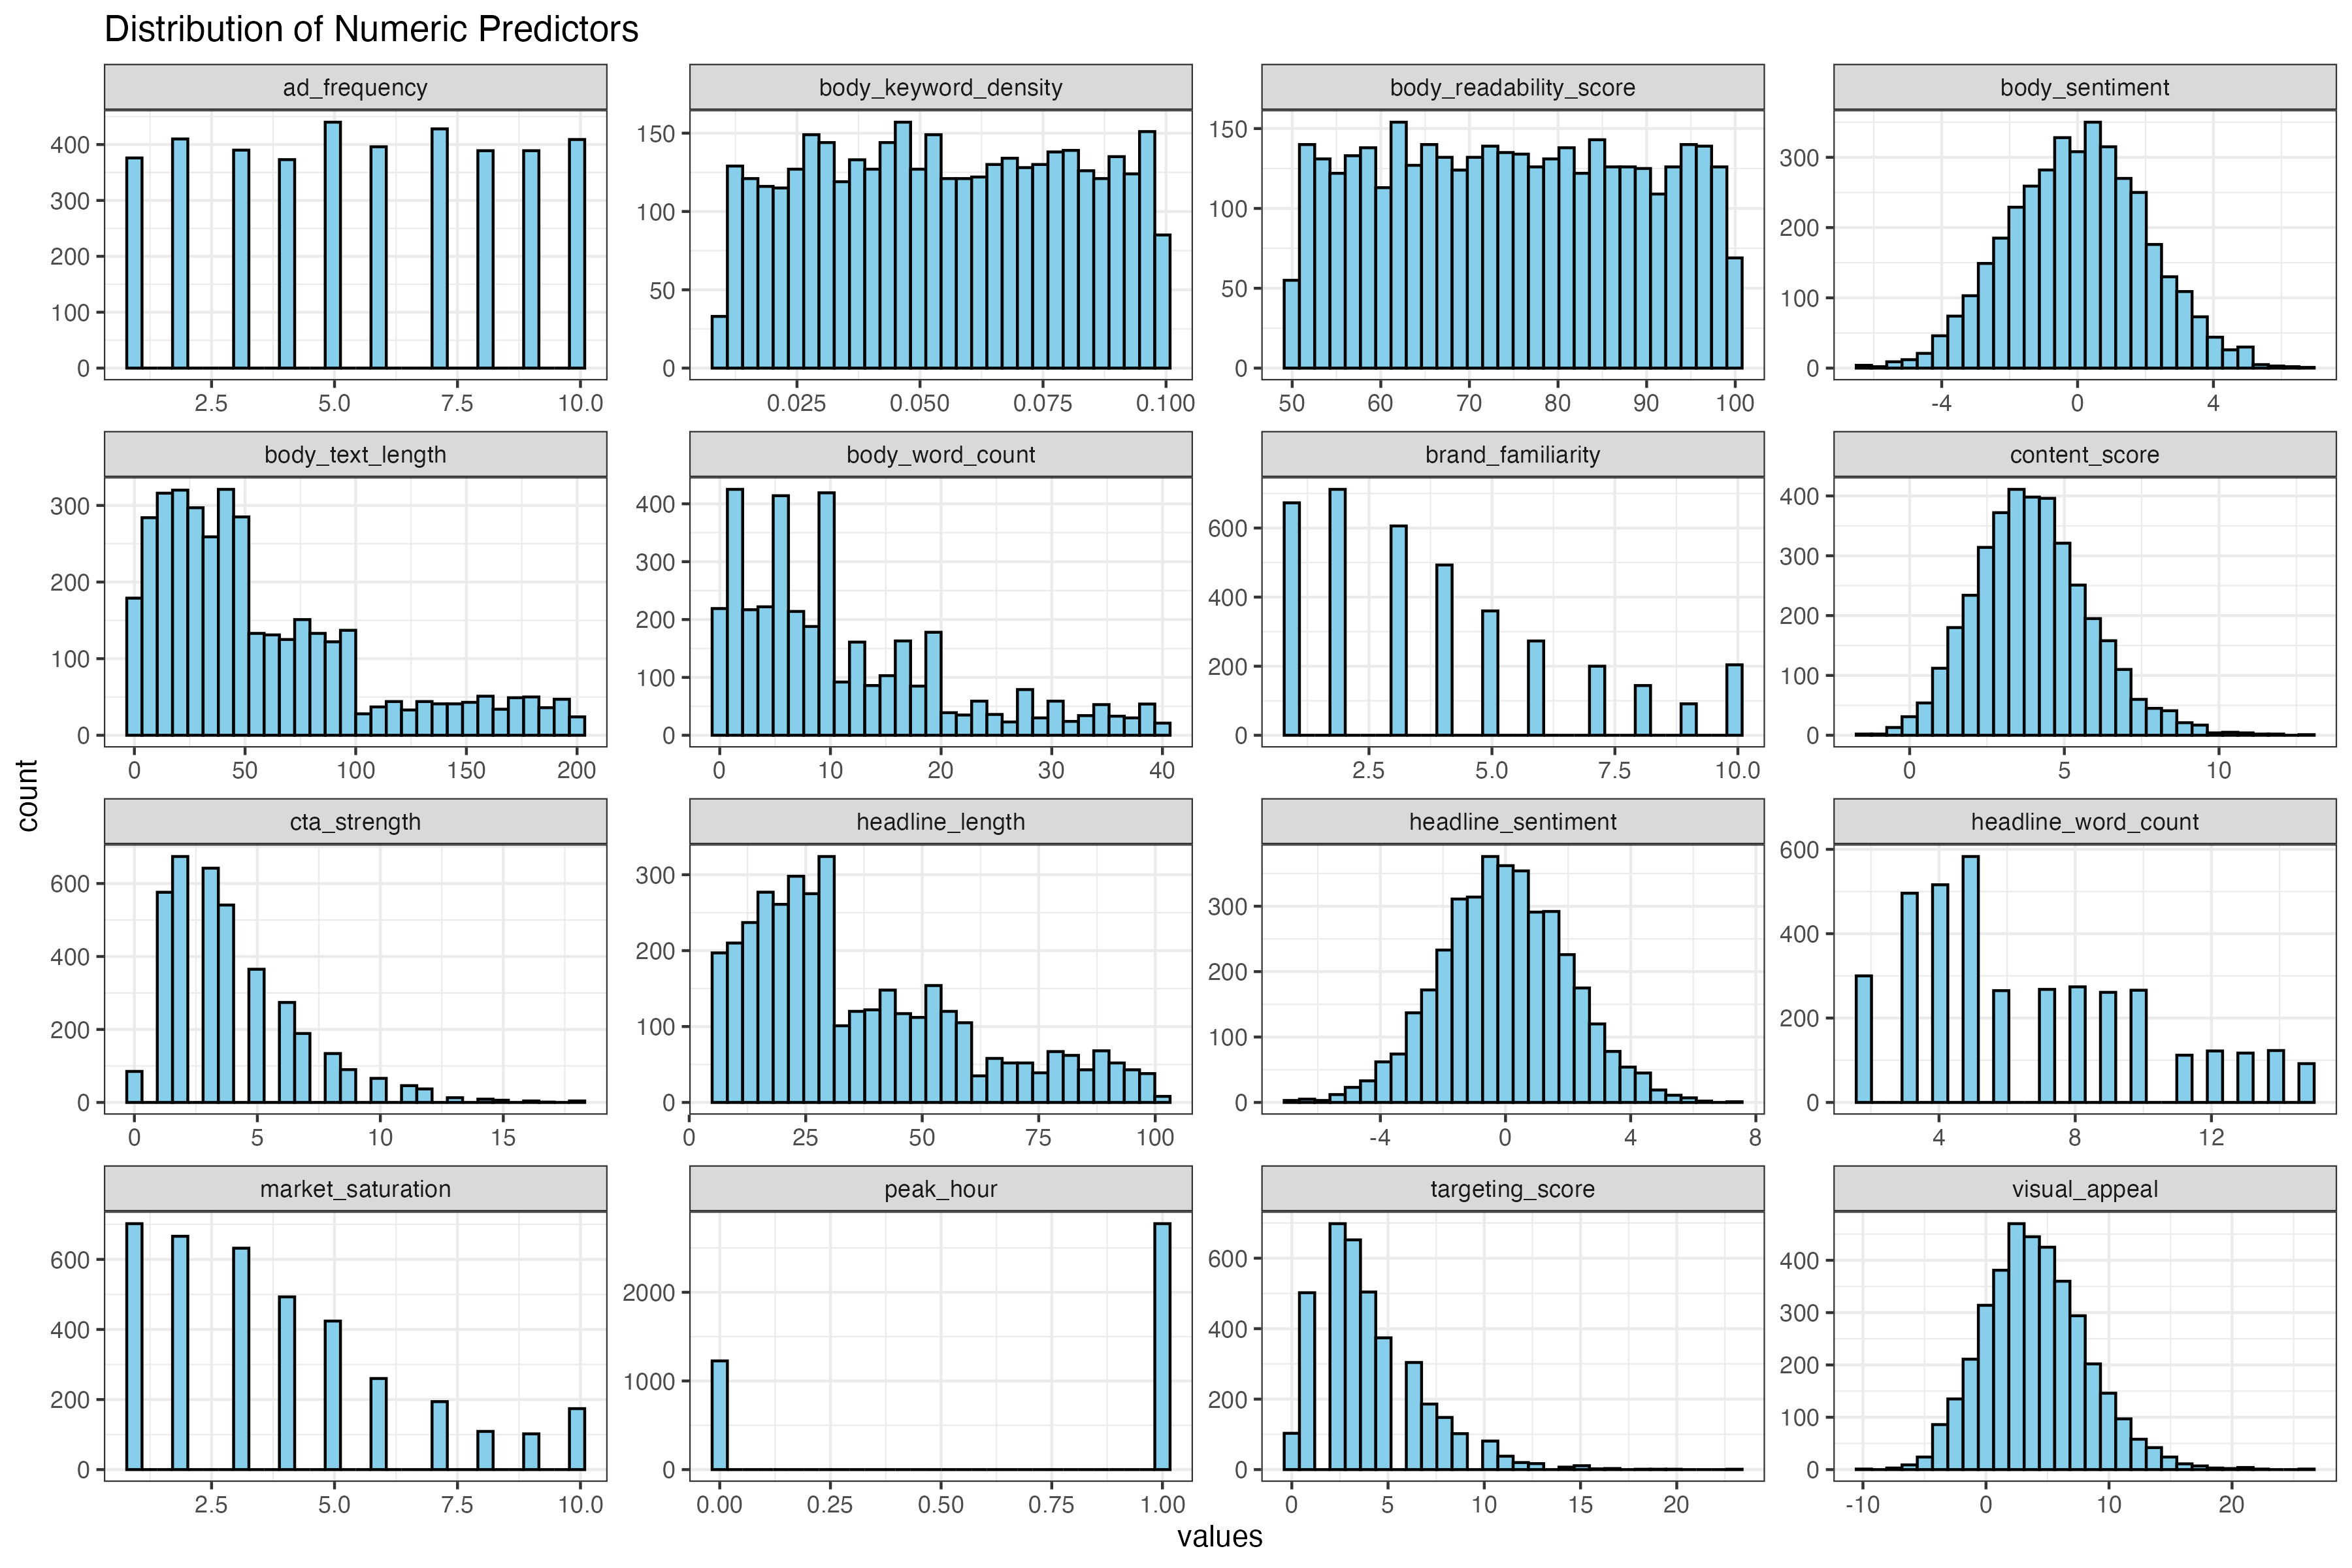 Distribution of Numeric Predictors
ad_frequency body_keyword_density body_readability_score body_sentiment
400 300 200 100 0
150 100 50 0
150 100 50 0
300 200 100 0
2.5 5.0 7.5 10.0
0.025 0.050 0.075 0.100
50 60 70 80 90 100
-4 0 4
body_text_length body_word_count brand_familiarity content_score
300 200 100 0
400 300 200 100 0
600 400 200 0
400 300 200 100 0
0 50 100 150 200
0 10 20 30 40
2.5 5.0 7.5 10.0
0 5 10
count
cta_strength headline_length headline_sentiment headline_word_count
600 400 200 0
300 200 100 0
300 200 100 0
600 400 200 0
0 5 10 15
0 25 50 75 100
-4 0 4 8
4 8 12
market_saturation peak_hour targeting_score visual_appeal
600 400 200 0
2000 1000 0
600 400 200 0
400 300 200 100 0
2.5 5.0 7.5 10.0
0.00 0.25 0.50 0.75 1.00
0 5 10 15 20
-10 0 10 20
values